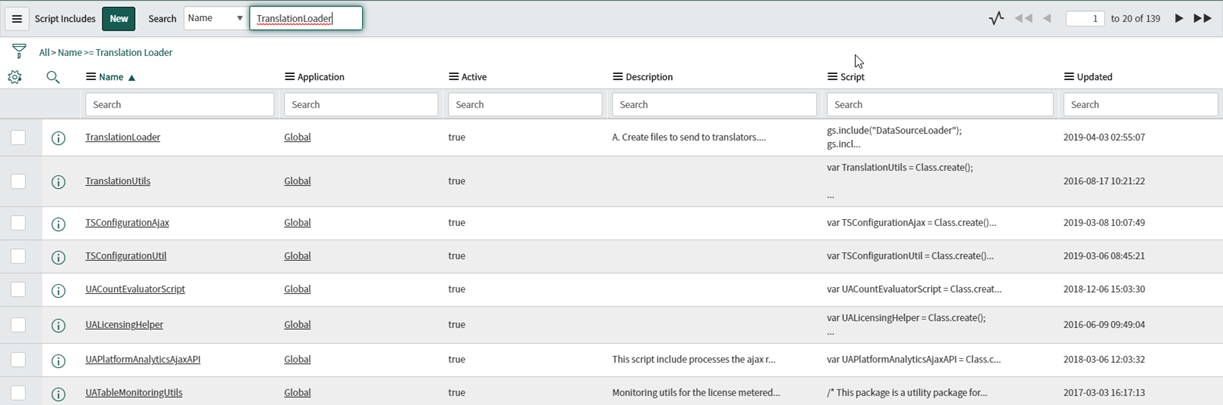 Script Includes New Search Name TranslationLoader 1 to 20 of 139
All > Name >= Translation Loader
Name Application Active Description Script Updated
Search Search Search Search Search Search
TranslationLoader Global true A. Create files to send to translators.... gs.include("DataSourceLoader"); 2019-04-03 02:55:07
gs.incl...
TranslationUtils Global true var TranslationUtils = Class.create(); 2016-08-17 10:21:22
...
TSConfigurationAjax Global true var TSConfigurationAjax = Class.create()... 2019-03-08 10:07:49
TSConfigurationUtil Global true var TSConfigurationUtil = Class.create()... 2019-03-06 08:45:21
UACountEvaluatorScript Global true var UACountEvaluatorScript = Class.creat... 2018-12-06 15:03:30
UALicensingHelper Global true var UALicensingHelper = Class.create(); 2016-06-09 09:49:04
...
UAPlatformAnalyticsAjaxAPI Global true This script include processes the ajax r... var UAPlatformAnalyticsAjaxAPI = Class.c... 2018-03-06 12:03:32
UATableMonitoringUtils Global true Monitoring utils for the license metered... /* This package is a utility package for... 2017-03-03 16:17:13